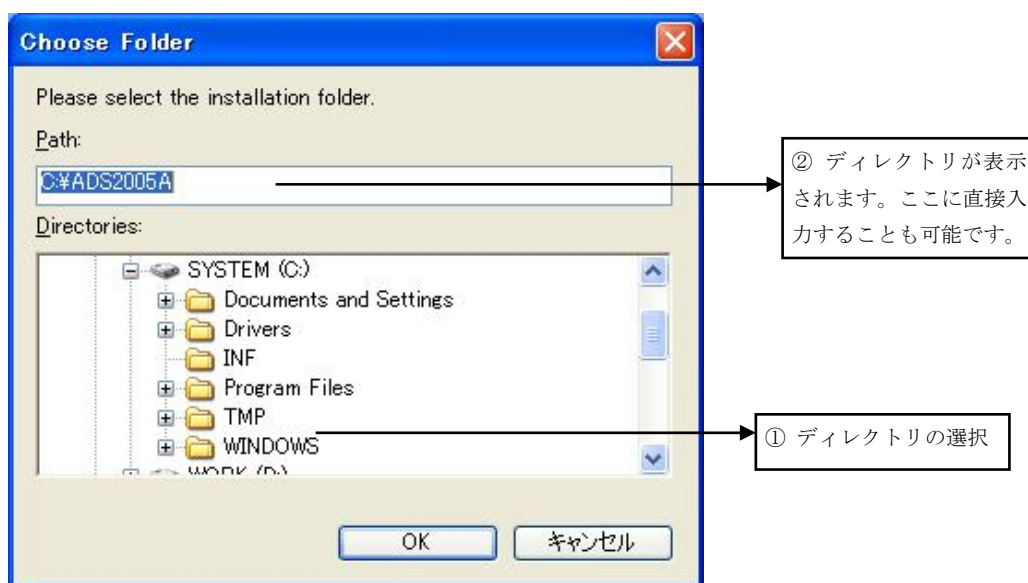 Choose Folder
Please select the installation folder.
Path:
C:¥ADS2005A
Directories:
SYSTEM (C:)
Documents and Settings
Drivers
INF
Program Files
TMP
WINDOWS
WORK (D:)
OK
キャンセル
② ディレクトリが表示
されます。ここに直接入
力することも可能です。
① ディレクトリの選択